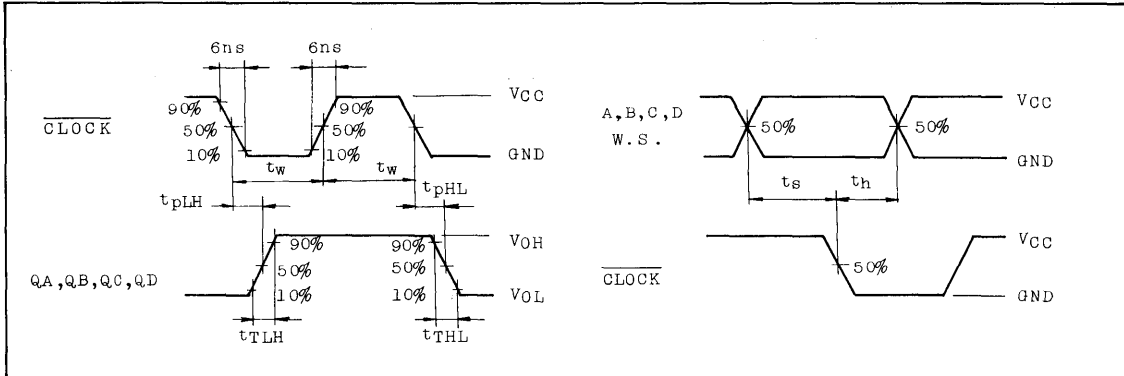 6ns 6ns
CLOCK
90%
50%
10%
90%
50%
10%
VCC
GND
tw tw
tpLH
tpHL
QA,QB,QC,QD
90%
50%
10%
90%
50%
10%
VOH
VOL
tTLH
tTHL
A,B,C,D
W.S.
50%
50%
VCC
GND
ts th
CLOCK
50%
VCC
GND